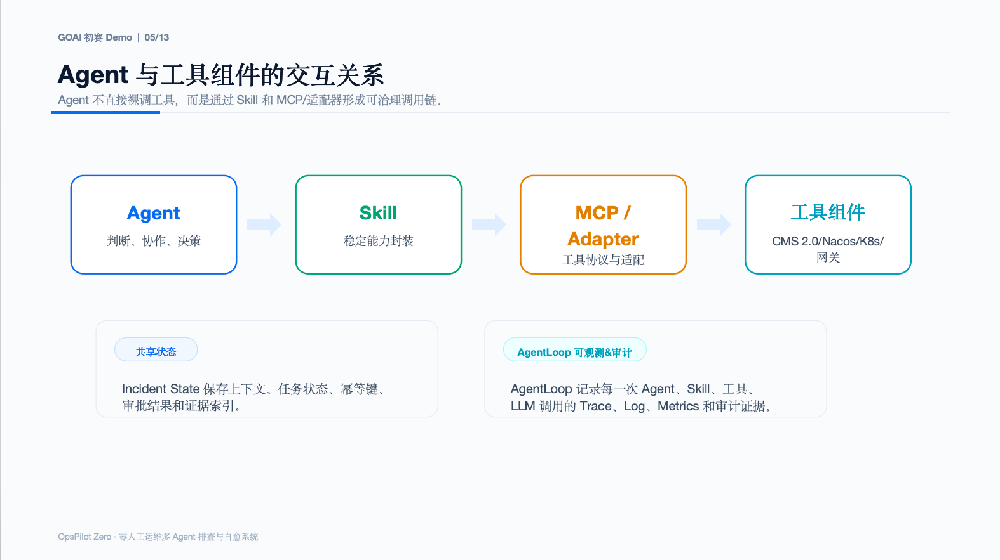 GOAI 初赛 Demo | 05/13
Agent 与工具组件的交互关系
Agent 不直接裸调工具，而是通过 Skill 和 MCP/适配器形成可治理调用链。
Agent
判断、协作、决策
Skill
稳定能力封装
MCP /
Adapter
工具协议与适配
工具组件
CMS 2.0/Nacos/K8s/
网关
共享状态
Incident State 保存上下文、任务状态、幂等键、
审批结果和证据索引。
AgentLoop 可观测&审计
AgentLoop 记录每一次 Agent、Skill、工具、
LLM 调用的 Trace、Log、Metrics 和审计证据。
OpsPilot Zero · 零人工运维多 Agent 排查与自愈系统